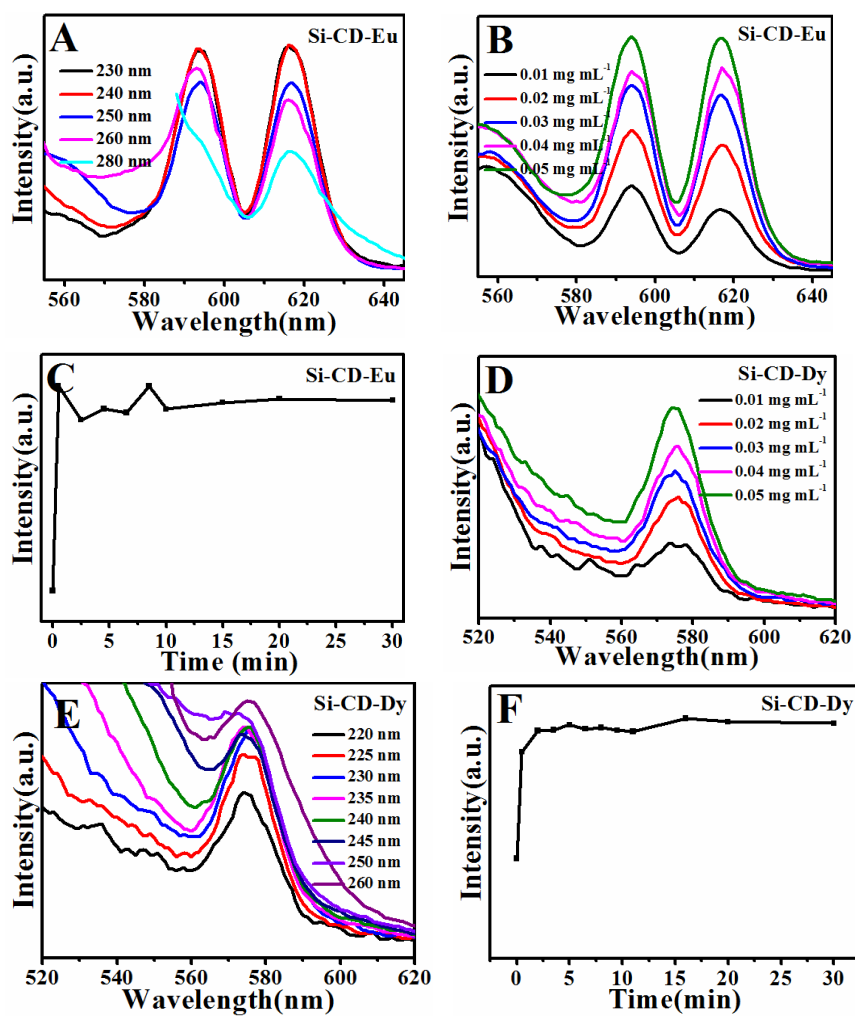 A
Si-CD-Eu
230 nm
240 nm
250 nm
260 nm
280 nm
Intensity(a.u.)
560 580 600 620 640
Wavelength(nm)
B
Si-CD-Eu
0.01 mg mL-1
0.02 mg mL-1
0.03 mg mL-1
0.04 mg mL-1
0.05 mg mL-1
Intensity(a.u.)
560 580 600 620 640
Wavelength(nm)
C
Si-CD-Eu
Intensity(a.u.)
0 5 10 15 20 25 30
Time (min)
D
Si-CD-Dy
0.01 mg mL-1
0.02 mg mL-1
0.03 mg mL-1
0.04 mg mL-1
0.05 mg mL-1
Intensity(a.u.)
520 540 560 580 600 620
Wavelength(nm)
E
Si-CD-Dy
220 nm
225 nm
230 nm
235 nm
240 nm
245 nm
250 nm
260 nm
Intensity(a.u.)
520 540 560 580 600 620
Wavelength(nm)
F
Si-CD-Dy
Intensity(a.u.)
0 5 10 15 20 25 30
Time(min)